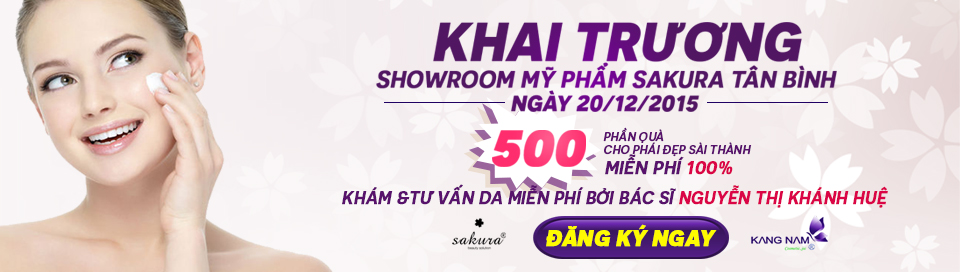 KHAI TRƯƠNG
SHOWROOM MỸ PHẨM SAKURA TÂN BÌNH
NGÀY 20/12/2015
500
PHẦN QUÀ
CHO PHÁI ĐẸP SÀI THÀNH
MIỄN PHÍ 100%
KHÁM &TƯ VẤN DA MIỄN PHÍ BỞI BÁC SĨ NGUYỄN THỊ KHÁNH HUỆ
sakura®
beauty solution
ĐĂNG KÝ NGAY
KANG NAM